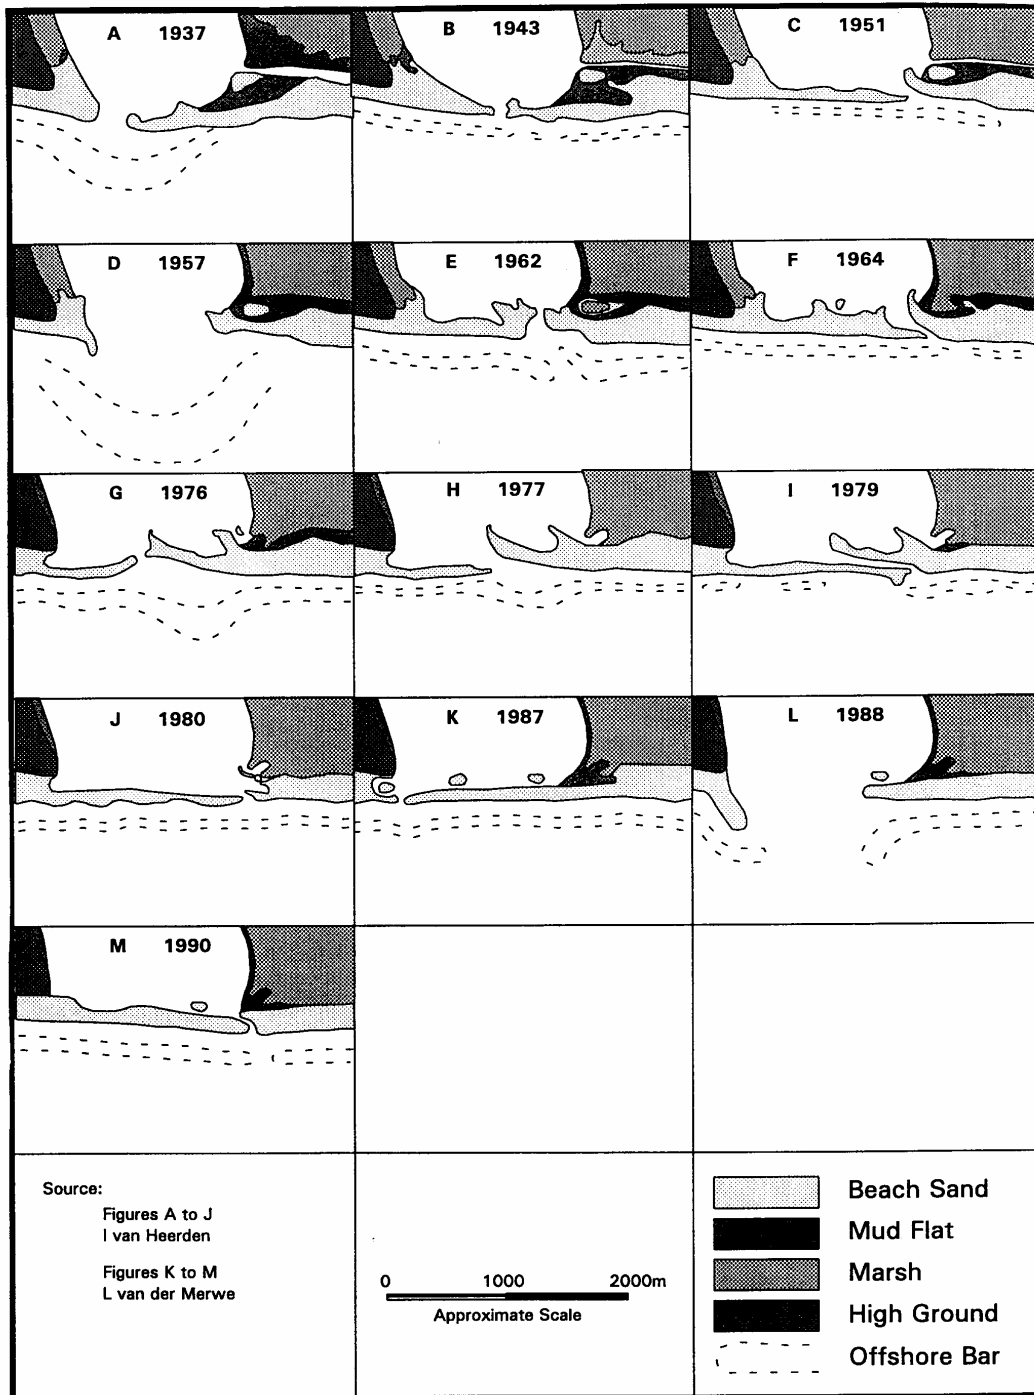 A 1937
B 1943
C 1951
D 1957
E 1962
F 1964
G 1976
H 1977
I 1979
J 1980
K 1987
L 1988
M 1990
Source:
Figures A to J
I van Heerden
Figures K to M
L van der Merwe
0 1000 2000m
Approximate Scale
Beach Sand
Mud Flat
Marsh
High Ground
Offshore Bar